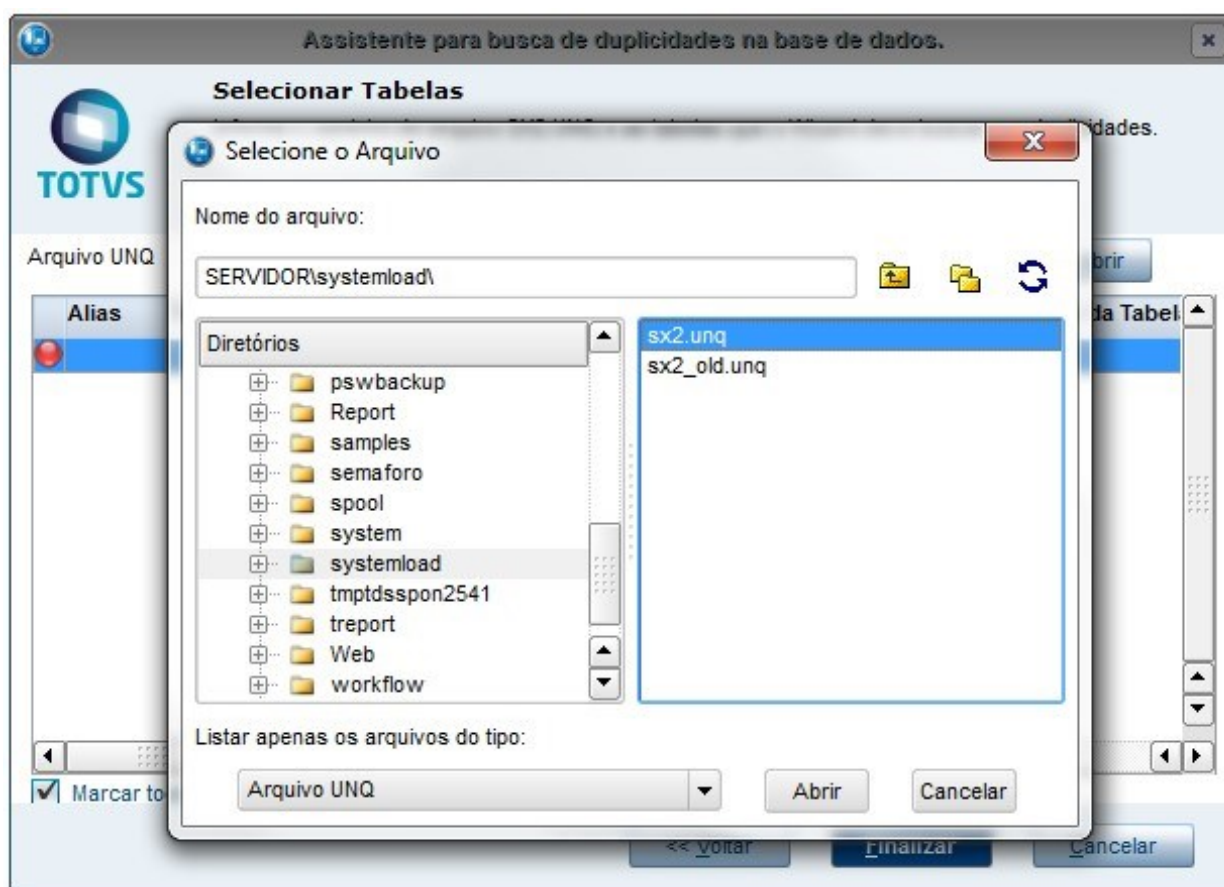 Assistente para busca de duplicidades na base de dados.
Selecionar Tabelas
TOTVS
Selecione o Arquivo
Nome do arquivo:
Arquivo UNQ
SERVIDOR\systemload\
Alias
Diretórios
pswbackup
Report
samples
semaforo
spool
system
systemload
tmptdsspon2541
treport
Web
workflow
sx2.unq
sx2_old.unq
da Tabel
Listar apenas os arquivos do tipo:
Marcar to
Arquivo UNQ
Abrir
Cancelar
<< Voltar
Finalizar
Cancelar